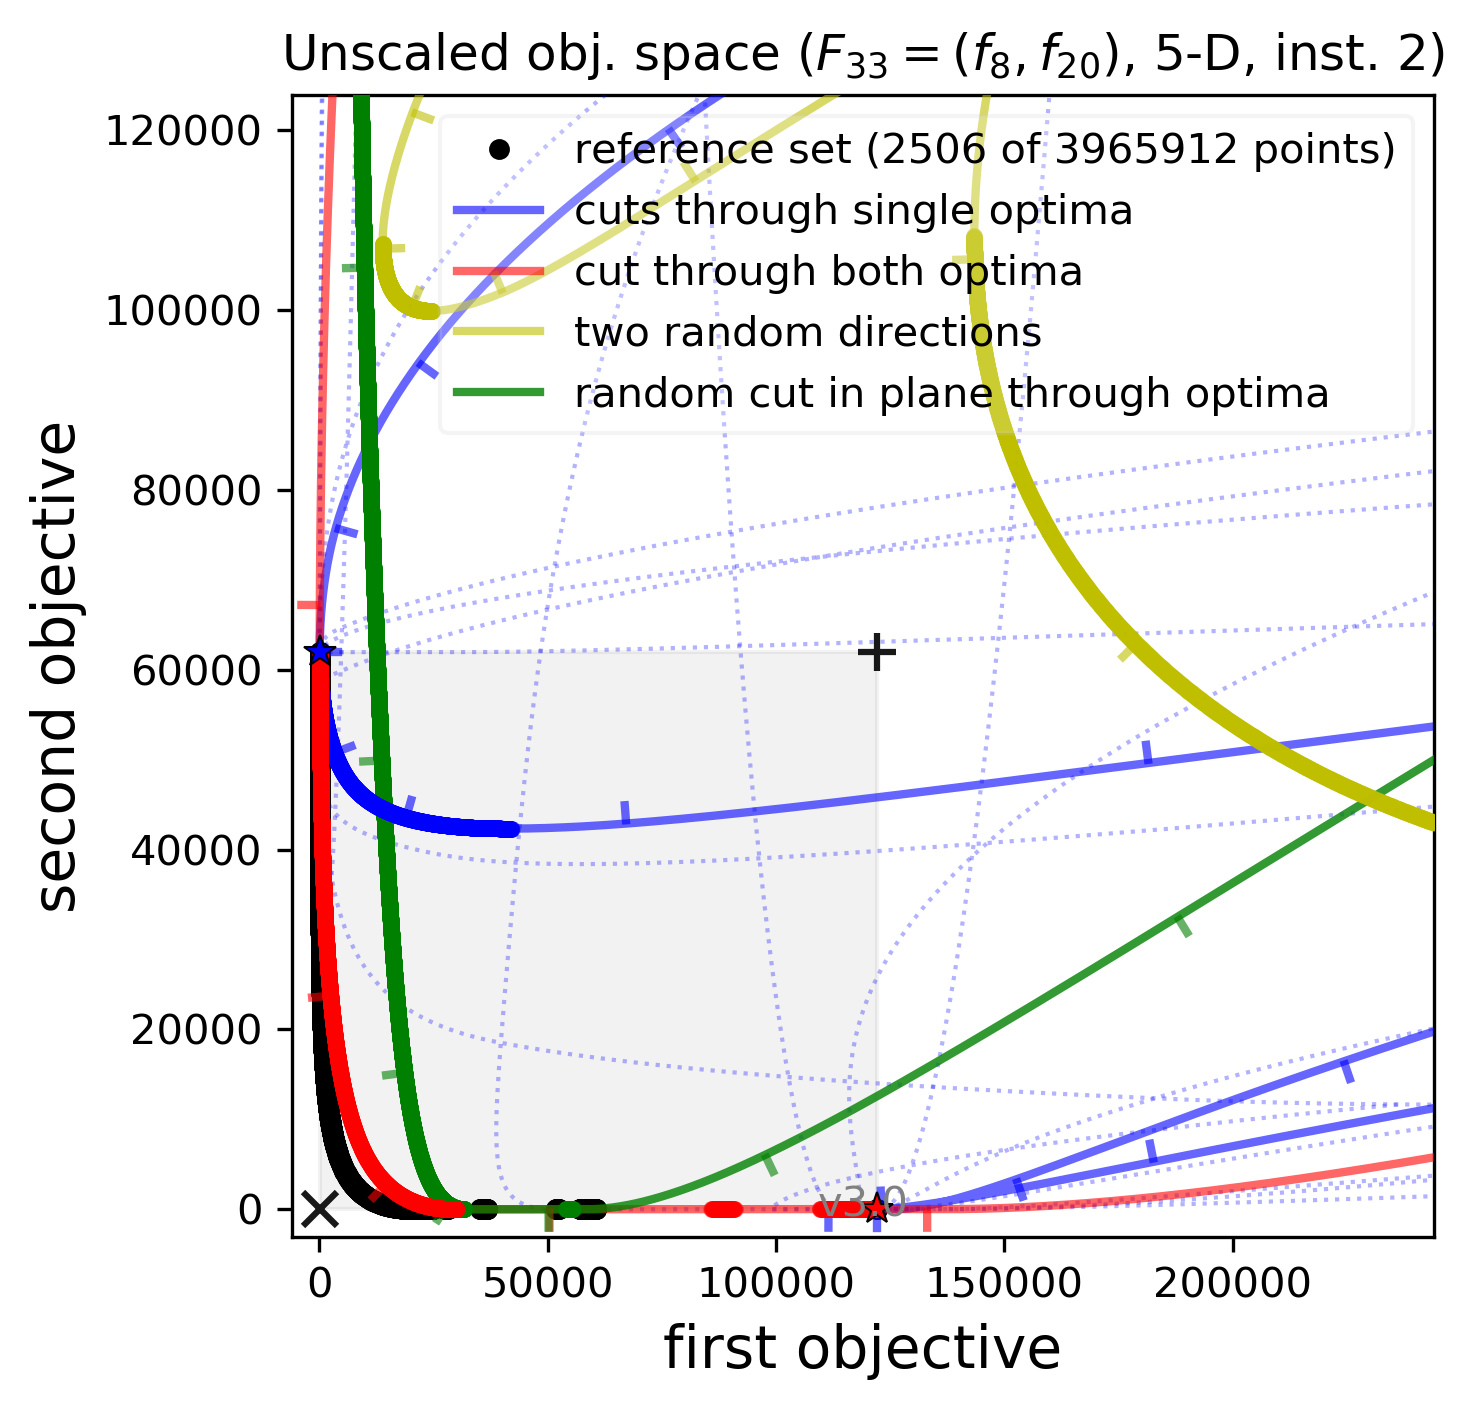 Unscaled obj. space (F₃₃ = (f₈, f₂₀), 5-D, inst. 2)
reference set (2506 of 3965912 points)
cuts through single optima
cut through both optima
two random directions
random cut in plane through optima
120000
100000
80000
60000
40000
20000
0
second objective
v3.0
0
50000
100000
150000
200000
first objective